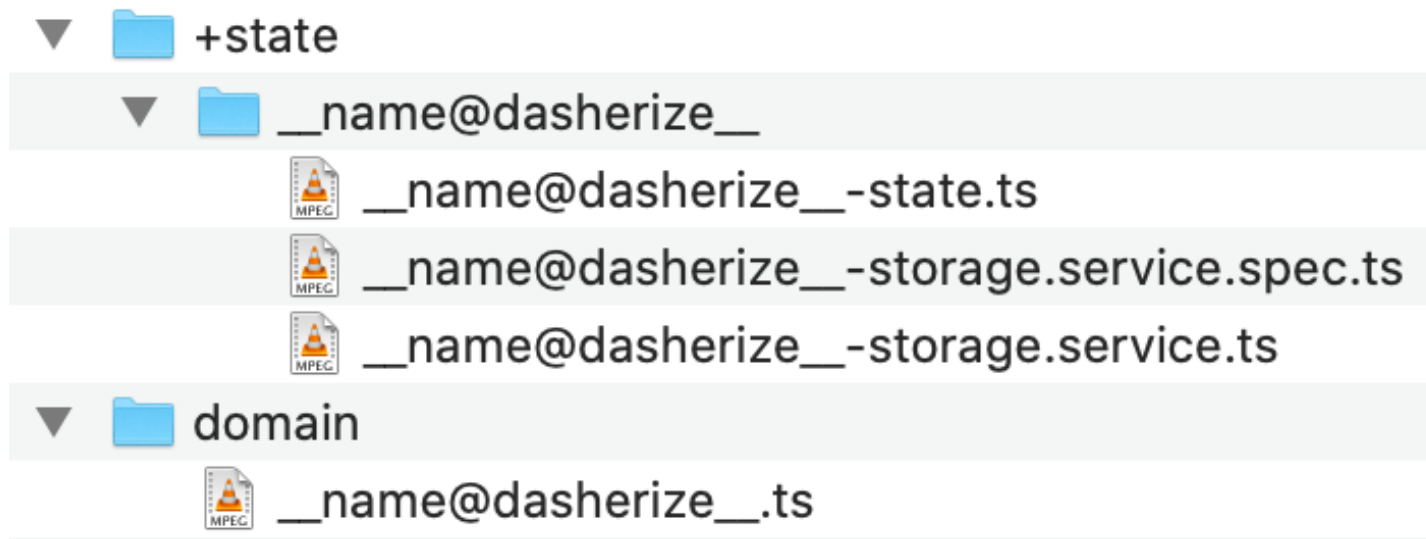 +state
__name@dasherize__
MPEG __name@dasherize__-state.ts
MPEG __name@dasherize__-storage.service.spec.ts
MPEG __name@dasherize__-storage.service.ts
domain
MPEG __name@dasherize__.ts